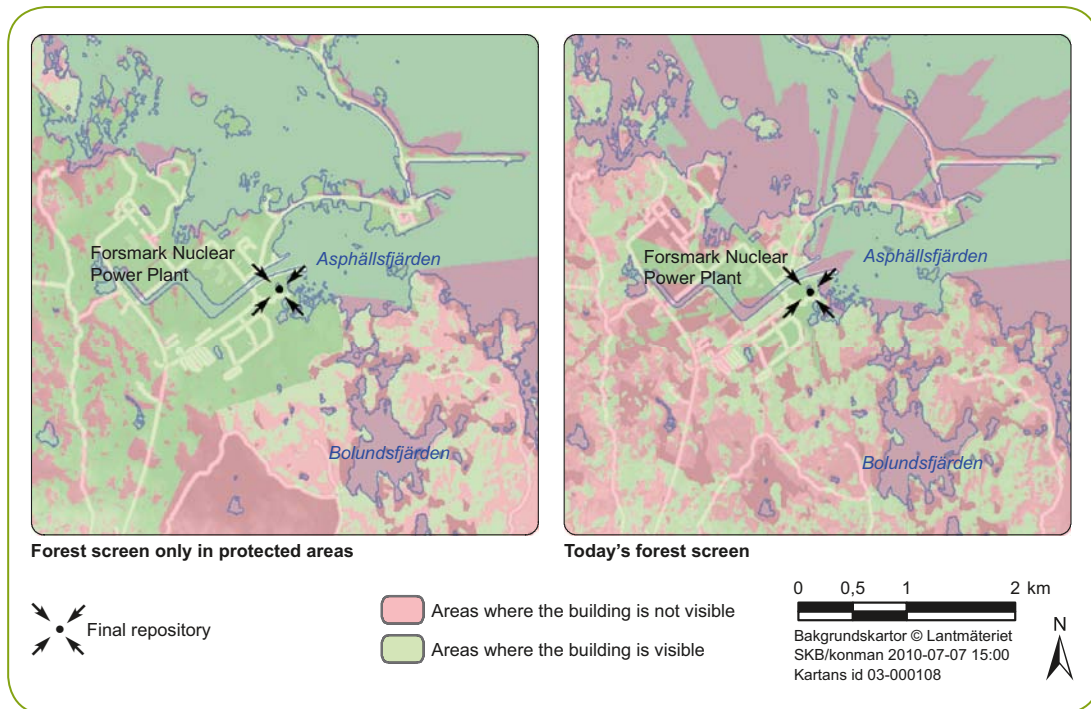 Forsmark Nuclear
Power Plant
Asphällsfjärden
Bolundsfjärden
Forest screen only in protected areas
Forsmark Nuclear
Power Plant
Asphällsfjärden
Bolundsfjärden
Today's forest screen
Final repository
Areas where the building is not visible
Areas where the building is visible
0 0,5 1 2 km
Bakgrundskartor © Lantmäteriet
SKB/konman 2010-07-07 15:00
Kartans id 03-000108
N